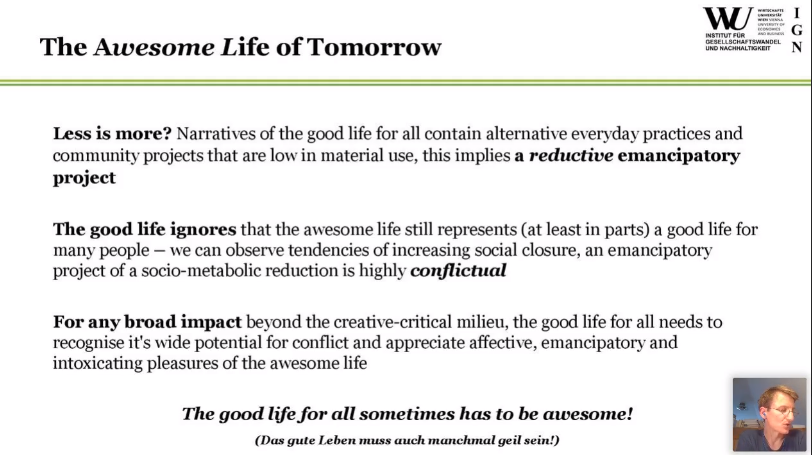 The Awesome Life of Tomorrow
WU
WIRTSCHAFTS
UNIVERSITÄT
WIEN VIENNA
UNIVERSITY OF
ECONOMICS
AND BUSINESS
INSTITUT FÜR
GESELLSCHAFTSWANDEL
UND NACHHALTIGKEIT
I
G
N
Less is more? Narratives of the good life for all contain alternative everyday practices and
community projects that are low in material use, this implies a reductive emancipatory
project
The good life ignores that the awesome life still represents (at least in parts) a good life for
many people – we can observe tendencies of increasing social closure, an emancipatory
project of a socio-metabolic reduction is highly conflictual
For any broad impact beyond the creative-critical milieu, the good life for all needs to
recognise it's wide potential for conflict and appreciate affective, emancipatory and
intoxicating pleasures of the awesome life
The good life for all sometimes has to be awesome!
(Das gute Leben muss auch manchmal geil sein!)